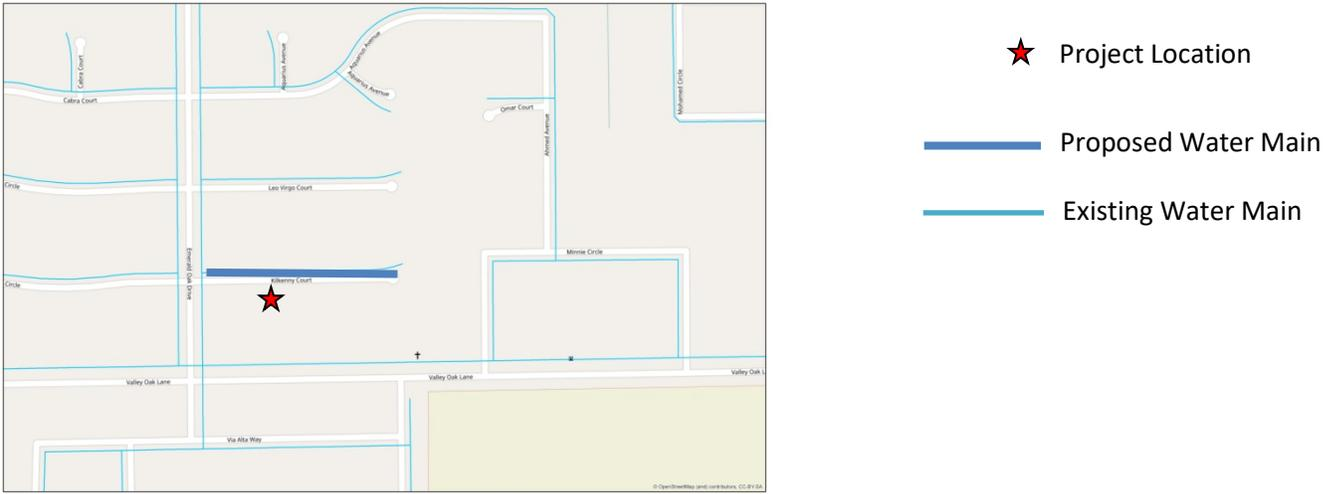 Project Location
Proposed Water Main
Existing Water Main
Cabra Court
Aquarius Avenue
Aquarius Avenue
Aquarius Avenue
Mohamed Circle
Cabra Court
Omar Court
Ahmed Avenue
Circle
Leo Virgo Court
Emerald Oak Drive
Minnie Circle
Circle
Kilkenny Court
Valley Oak Lane
Valley Oak Lane
Valley Oak L
Via Alta Way
© OpenStreetMap (and) contributors, CC-BY-SA